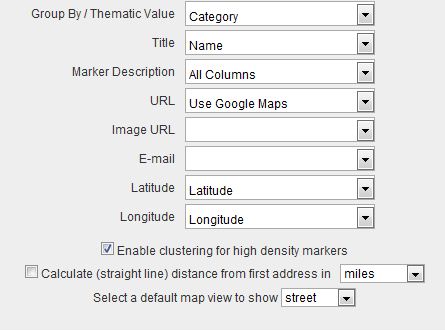 Group By / Thematic Value Category
Title Name
Marker Description All Columns
URL Use Google Maps
Image URL
E-mail
Latitude Latitude
Longitude Longitude
Enable clustering for high density markers
Calculate (straight line) distance from first address in miles
Select a default map view to show street